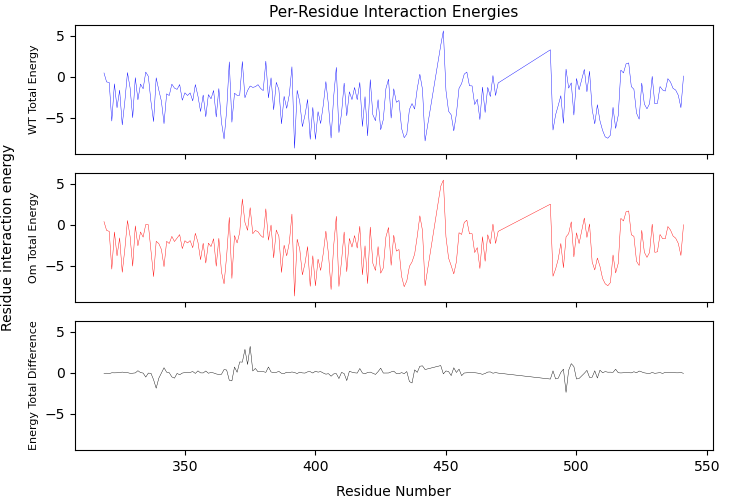 Per-Residue Interaction Energies
Residue interaction energy
WT Total Energy
5
0
−5
Om Total Energy
5
0
−5
Energy Total Difference
5
0
−5
350
400
450
500
550
Residue Number